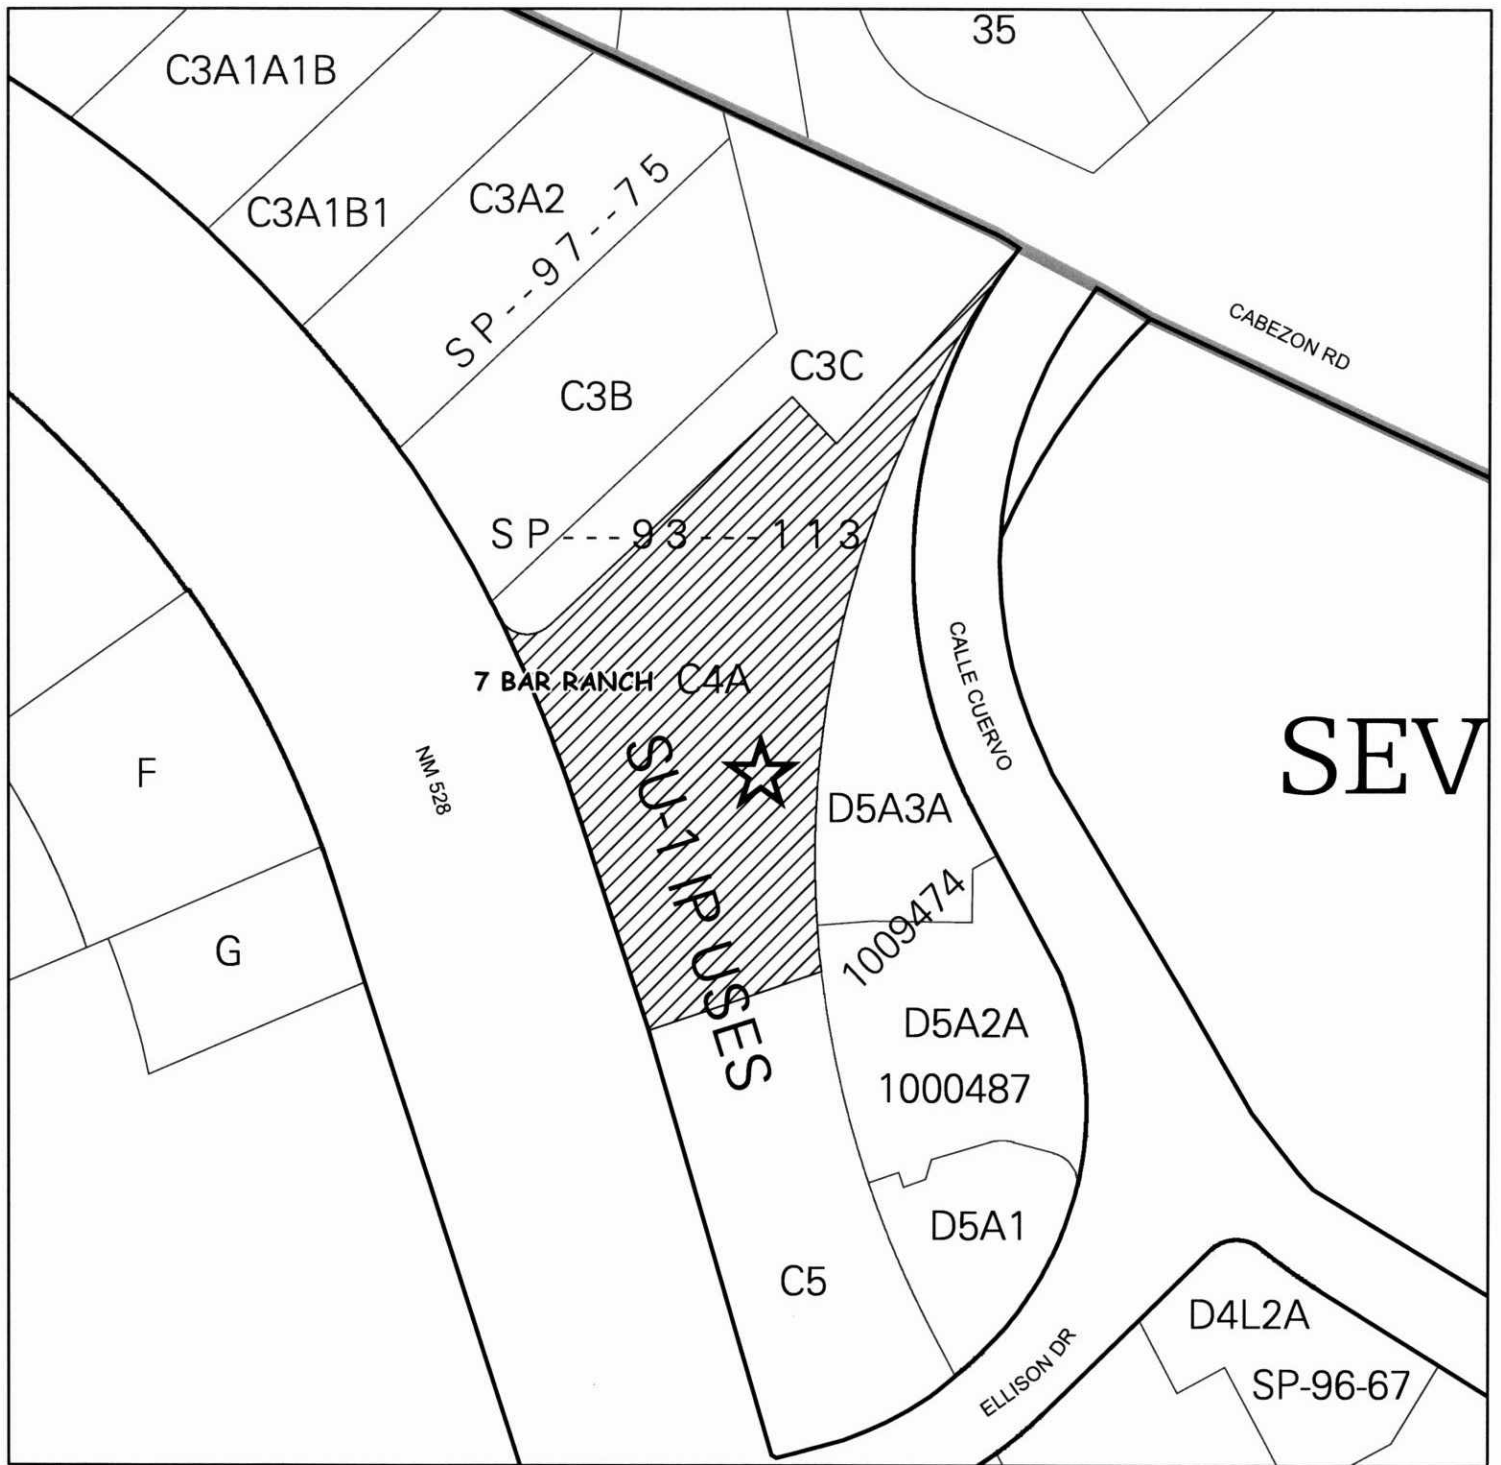 35
C3A1A1B
C3A1B1
C3A2
SP--97--75
CABEZON RD
C3C
C3B
SP---93---113
7 BAR RANCH
C4A
CALLE CUERVO
SEV
F
NM 528
SU-1 IP USES
D5A3A
1009474
G
D5A2A
1000487
D5A1
C5
D4L2A
ELLISON DR
SP-96-67